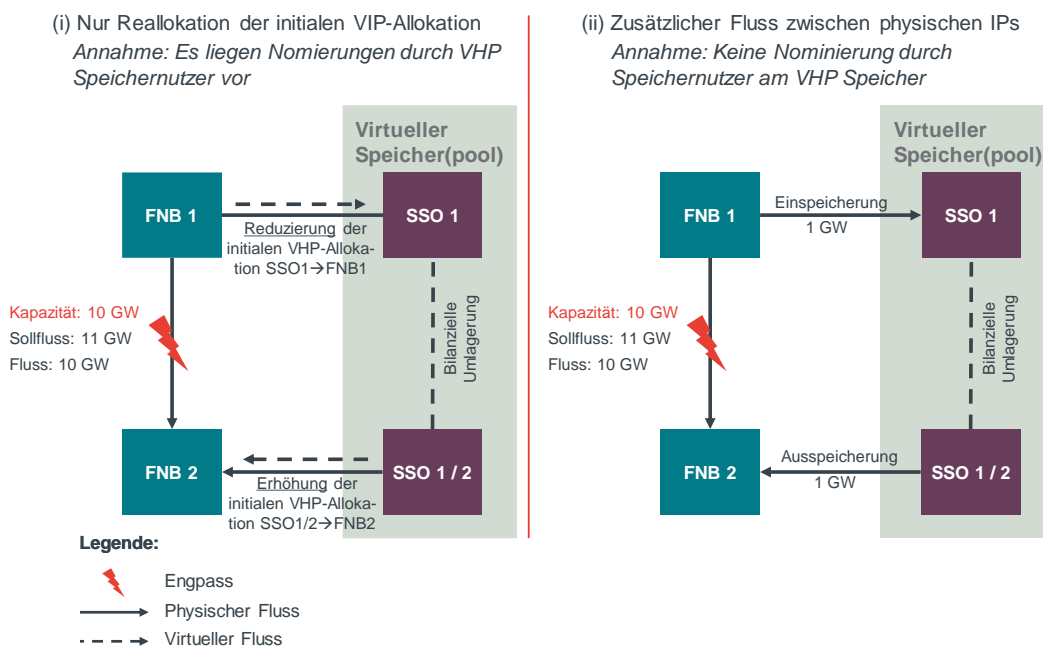 (i) Nur Reallokation der initialen VIP-Allokation
Annahme: Es liegen Nomierungen durch VHP
Speichernutzer vor
Virtueller
Speicher(pool)
FNB 1
SSO 1
Reduzierung der
initialen VHP-Alloka-
tion SSO1→FNB1
Kapazität: 10 GW
Sollfluss: 11 GW
Fluss: 10 GW
Bilanzielle
Umlagerung
FNB 2
SSO 1 / 2
Erhöhung der
initialen VHP-Alloka-
tion SSO1/2→FNB2
(ii) Zusätzlicher Fluss zwischen physischen IPs
Annahme: Keine Nominierung durch
Speichernutzer am VHP Speicher
Virtueller
Speicher(pool)
FNB 1
Einspeicherung
1 GW
SSO 1
Kapazität: 10 GW
Sollfluss: 11 GW
Fluss: 10 GW
Bilanzielle
Umlagerung
FNB 2
Ausspeicherung
1 GW
SSO 1 / 2
Legende:
Engpass
Physischer Fluss
Virtueller Fluss